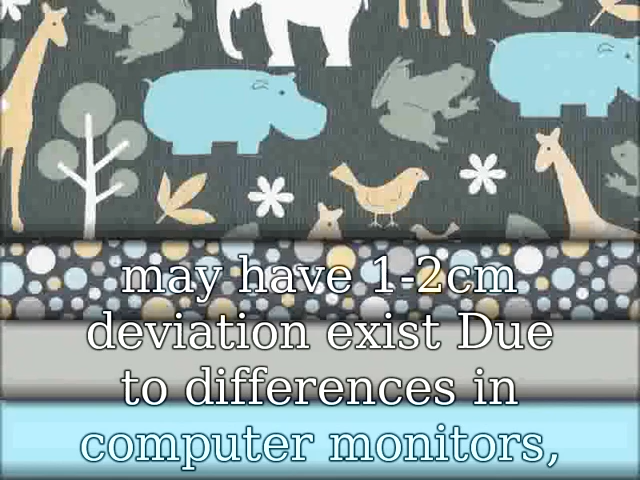 may have 1-2cm
deviation exist Due
to differences in
computer monitors,